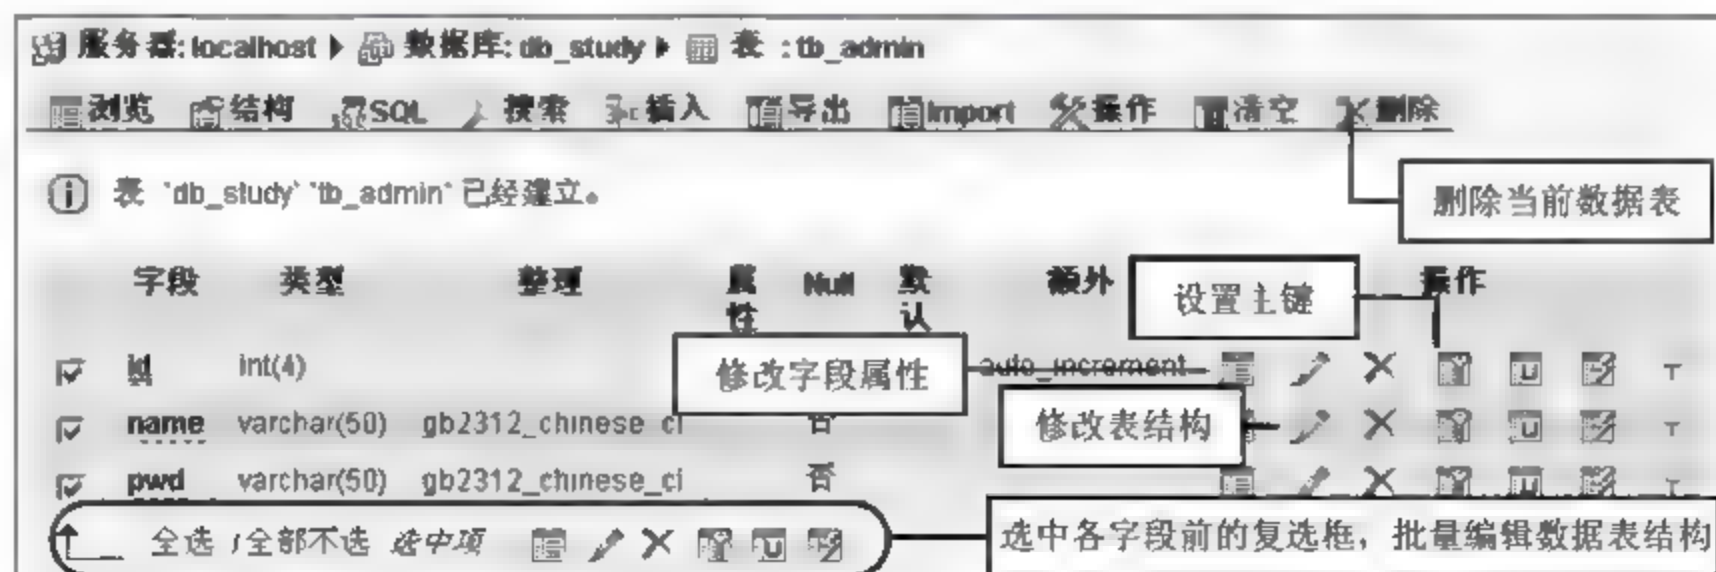 服务器: localhost ▶ 数据库: db_study ▶ 表 : tb_admin
浏览 结构 SQL 搜索 插入 导出 Import 操作 清空 删除
表 `db_study` `tb_admin` 已经建立。
删除当前数据表
字段 类型 整理 属性 Null 默认 额外 操作
设置主键
id int(4) auto_increment
修改字段属性
name varchar(50) gb2312_chinese_ci 否
修改表结构
pwd varchar(50) gb2312_chinese_ci 否
全选 / 全部不选 选中项
选中各字段前的复选框，批量编辑数据表结构